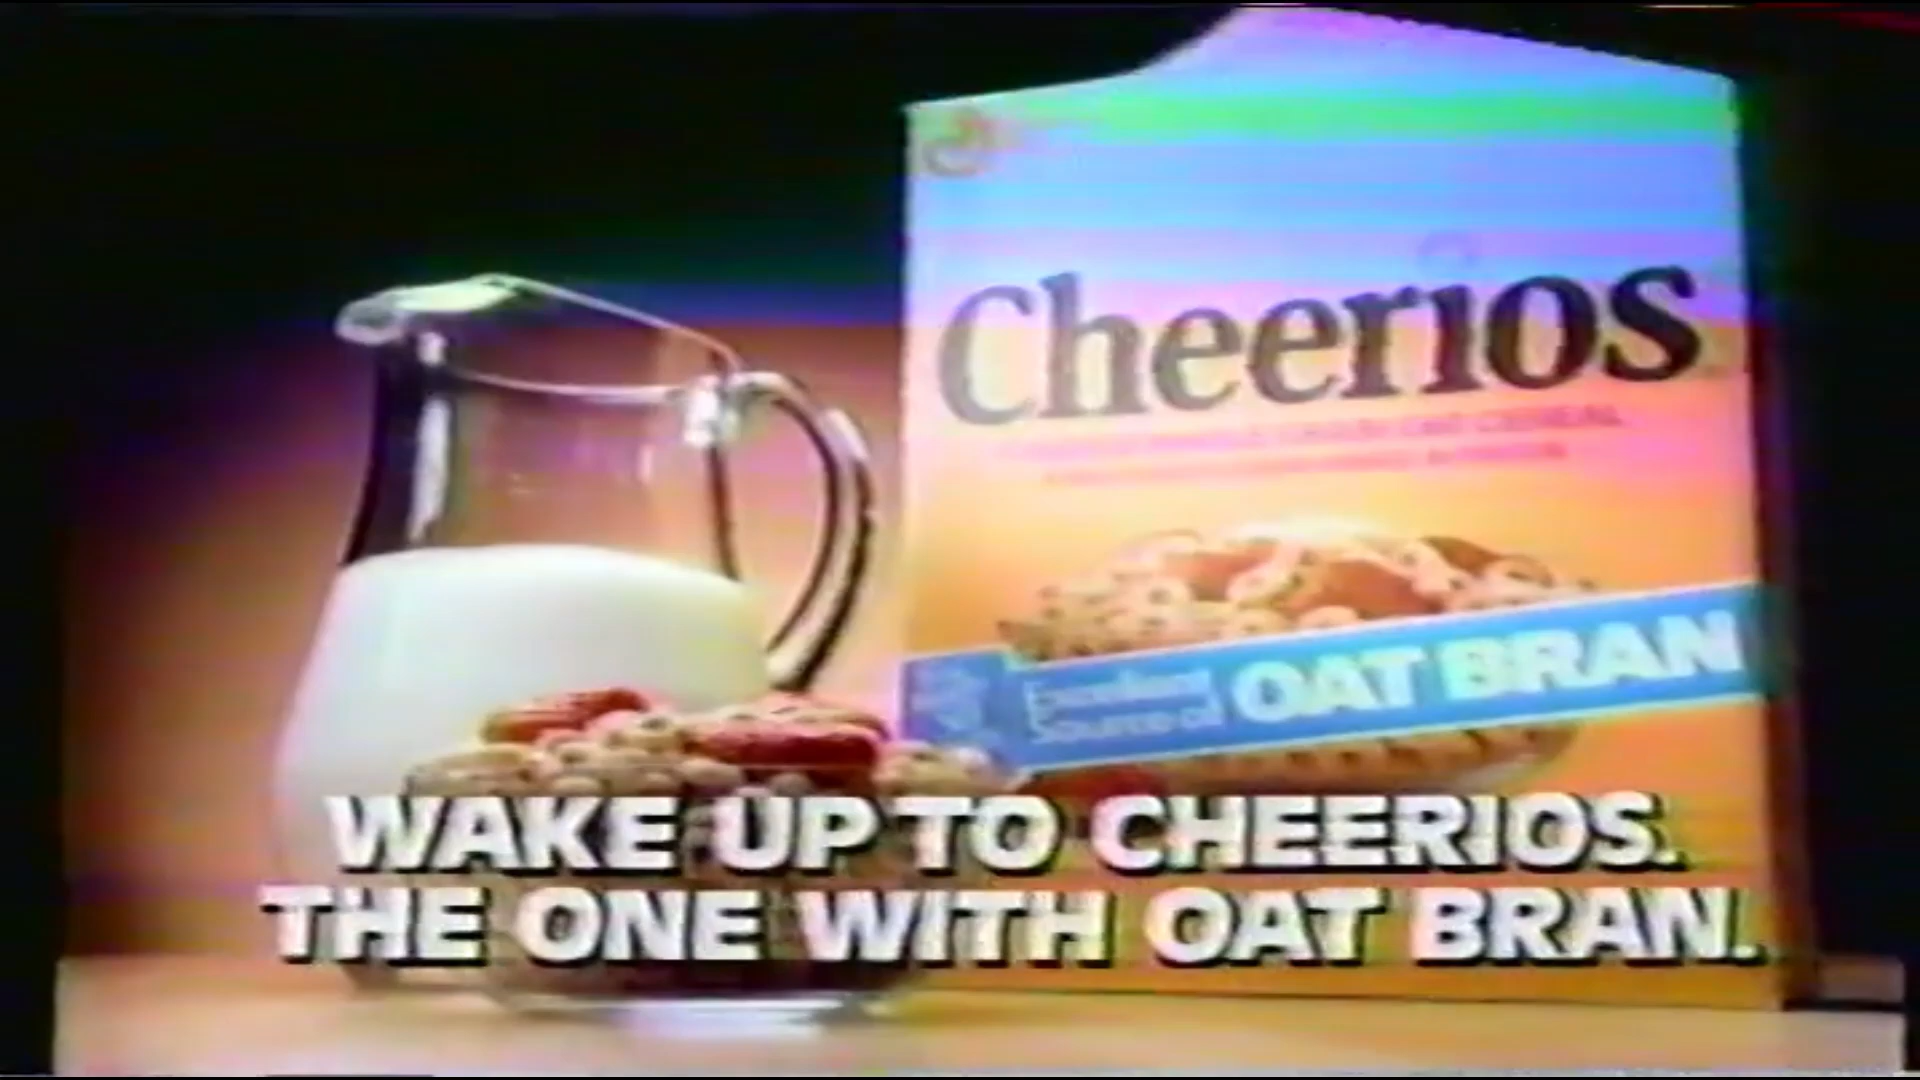 Cheerios
Excellent
Source of
OAT BRAN
WAKE UP TO CHEERIOS.
THE ONE WITH OAT BRAN.